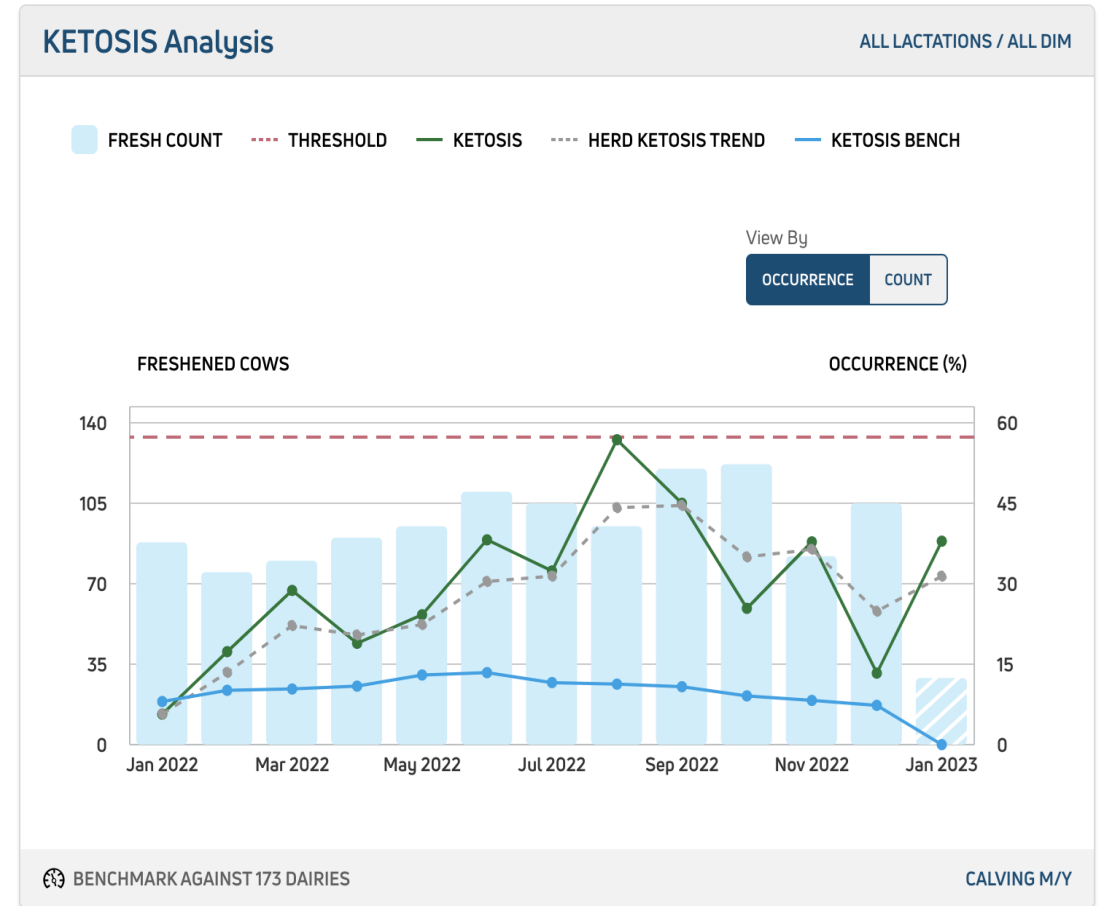 KETOSIS Analysis
ALL LACTATIONS / ALL DIM
FRESH COUNT
THRESHOLD
KETOSIS
HERD KETOSIS TREND
KETOSIS BENCH
View By
OCCURRENCE
COUNT
FRESHENED COWS
OCCURRENCE (%)
140
105
70
35
0
60
45
30
15
0
Jan 2022
Mar 2022
May 2022
Jul 2022
Sep 2022
Nov 2022
Jan 2023
BENCHMARK AGAINST 173 DAIRIES
CALVING M/Y